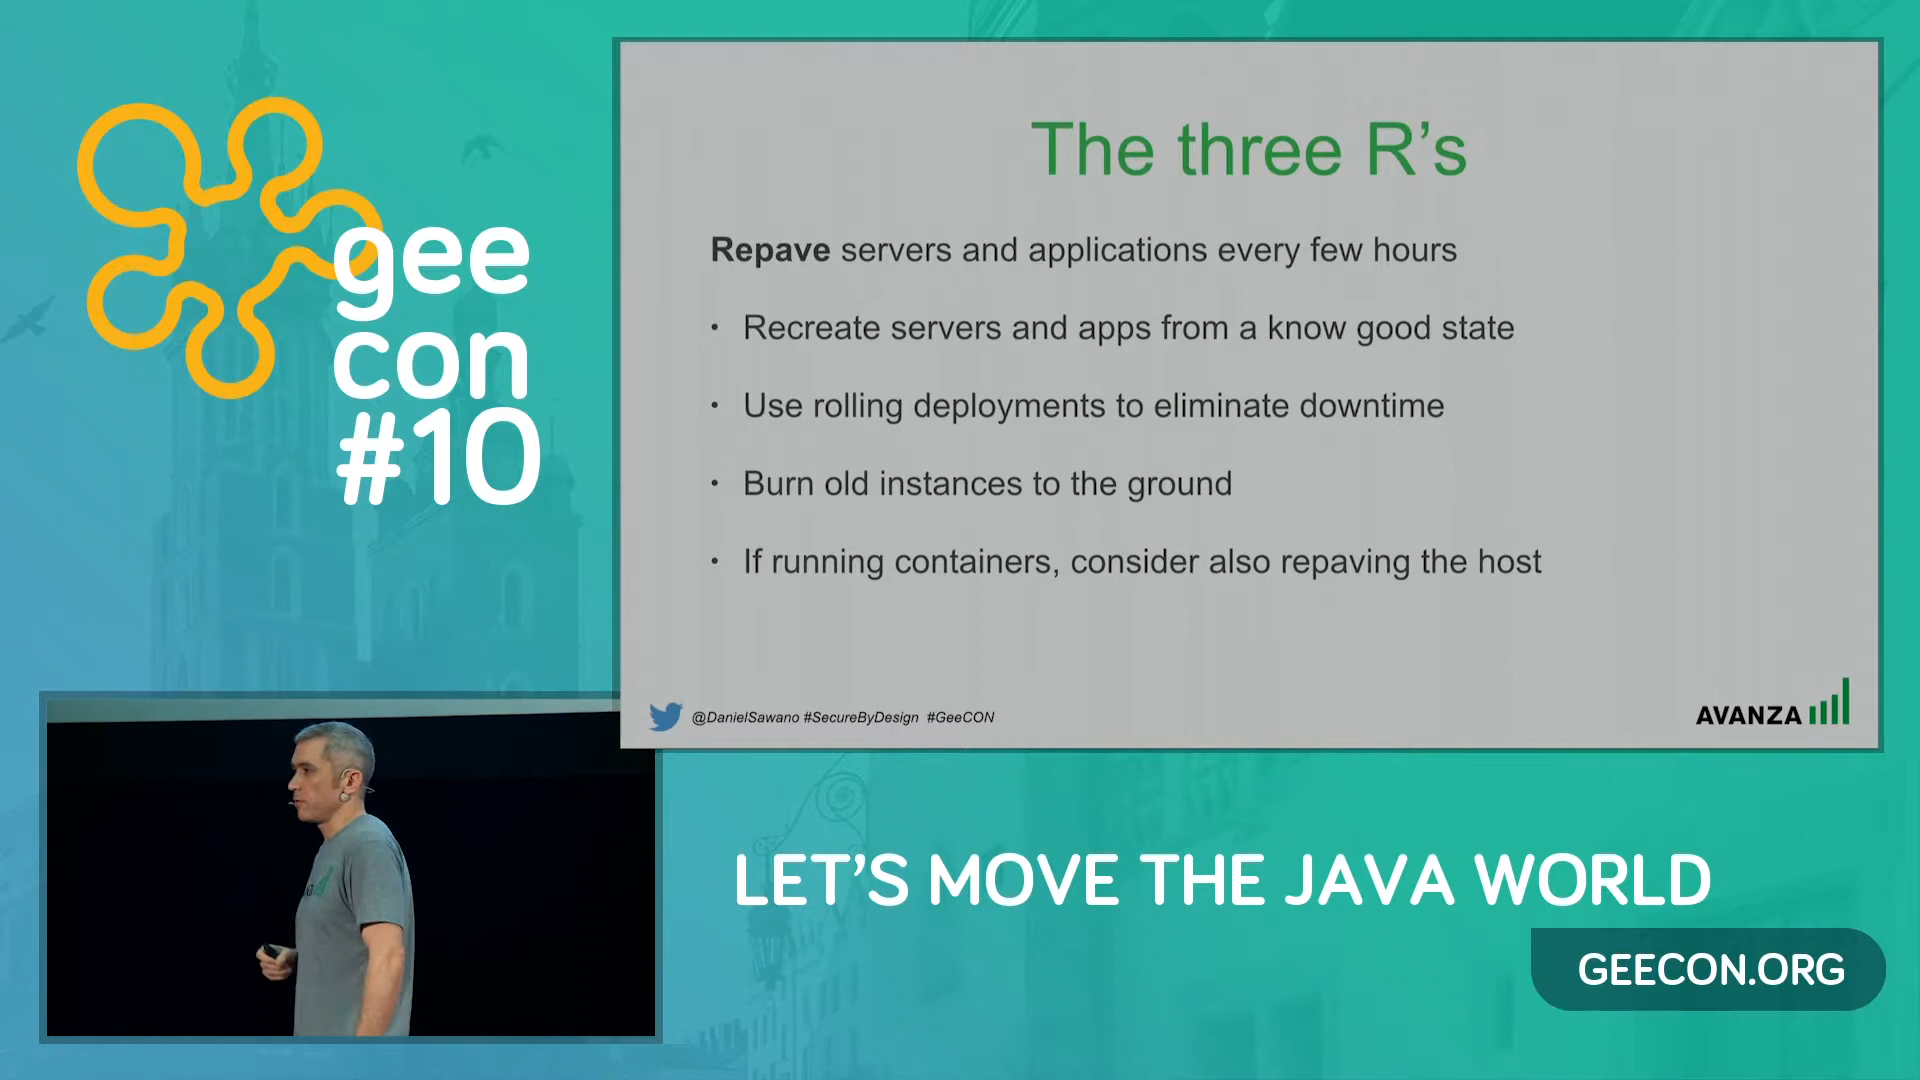 gee
con
#10
The three R's
Repave servers and applications every few hours
• Recreate servers and apps from a know good state
• Use rolling deployments to eliminate downtime
• Burn old instances to the ground
• If running containers, consider also repaving the host
@DanielSawano #SecureByDesign #GeeCON
AVANZA
LET'S MOVE THE JAVA WORLD
GEECON.ORG